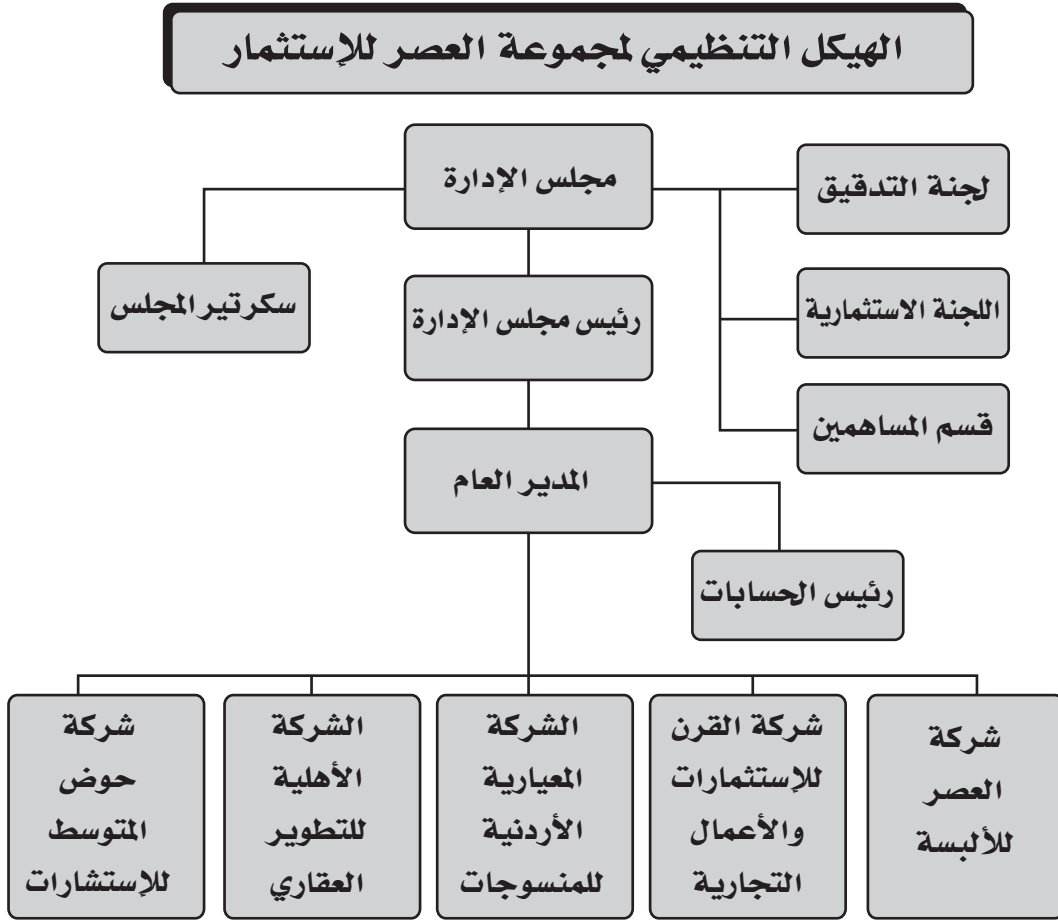 الهيكل التنظيمي لمجموعة العصر للإستثمار
مجلس الإدارة
لجنة التدقيق
سكرتير المجلس
رئيس مجلس الإدارة
اللجنة الاستثمارية
قسم المساهمين
المدير العام
رئيس الحسابات
شركة
العصر
للألبسة
شركة القرن
للإستثمارات
والأعمال
التجارية
الشركة
المعيارية
الأردنية
للمنسوجات
الشركة
الأهلية
للتطوير
العقاري
شركة
حوض
المتوسط
للإستشارات